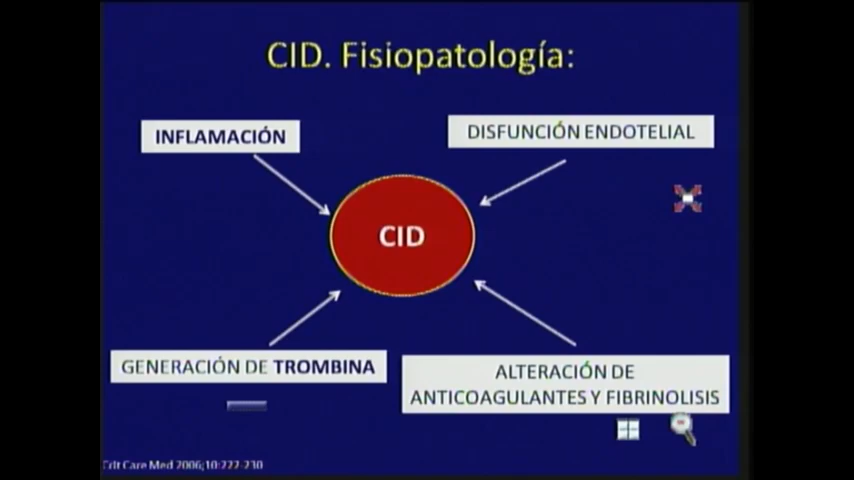 CID. Fisiopatología:
INFLAMACIÓN
DISFUNCIÓN ENDOTELIAL
CID
GENERACIÓN DE TROMBINA
ALTERACIÓN DE
ANTICOAGULANTES Y FIBRINOLISIS
Crit Care Med 2006;10:222-230